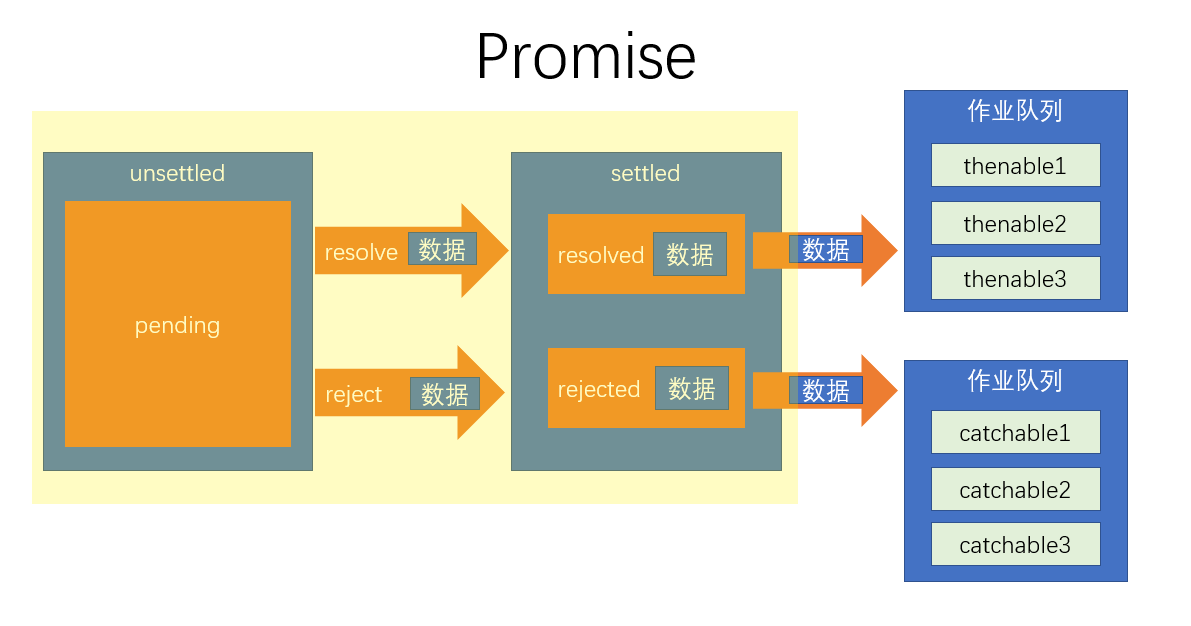 Promise
unsettled
pending
resolve 数据
reject 数据
settled
resolved 数据
rejected 数据
数据
数据
作业队列
thenable1
thenable2
thenable3
作业队列
catchable1
catchable2
catchable3